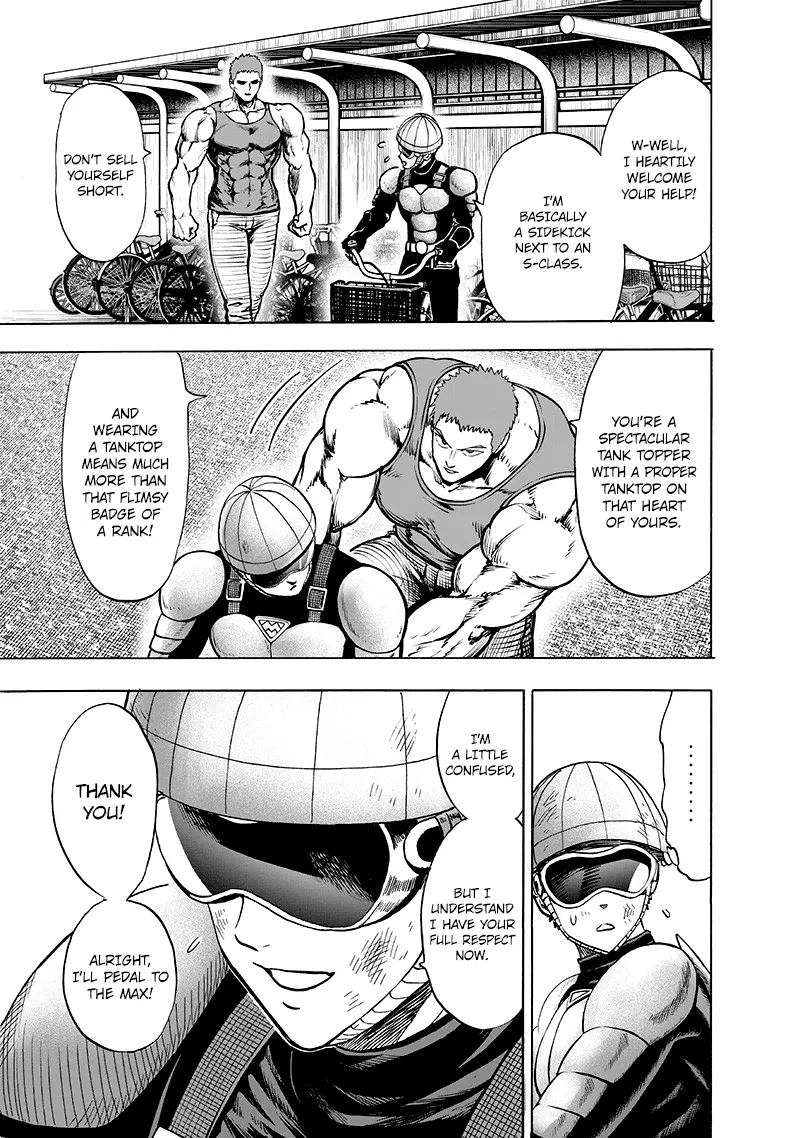 W-WELL,
I HEARTILY
WELCOME
YOUR HELP!
I'M
BASICALLY
A SIDEKICK
NEXT TO AN
S-CLASS.
DON'T SELL
YOURSELF
SHORT.
YOU'RE A
SPECTACULAR
TANK TOPPER
WITH A PROPER
TANKTOP ON
THAT HEART
OF YOURS.
AND
WEARING
A TANKTOP
MEANS MUCH
MORE THAN
THAT FLIMSY
BADGE OF
A RANK!
.........
I'M
A LITTLE
CONFUSED,
BUT I
UNDERSTAND
I HAVE YOUR
FULL RESPECT
NOW.
THANK
YOU!
ALRIGHT,
I'LL PEDAL TO
THE MAX!